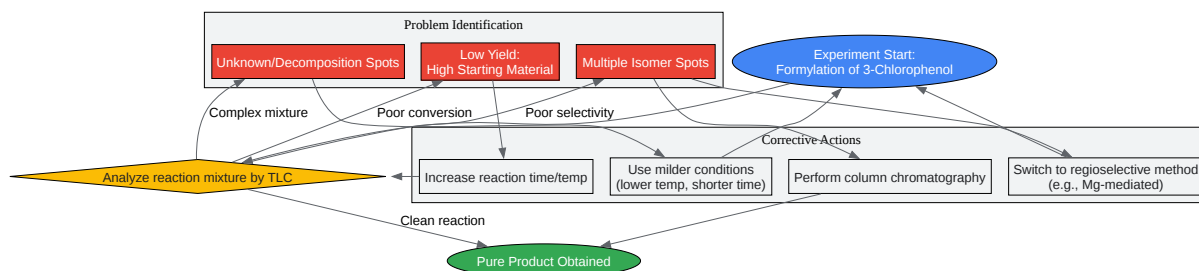 Problem Identification
Unknown/Decomposition Spots
Low Yield:
High Starting Material
Multiple Isomer Spots
Experiment Start:
Formylation of 3-Chlorophenol
Complex mixture
Poor conversion
Poor selectivity
Corrective Actions
Analyze reaction mixture by TLC
Increase reaction time/temp
Use milder conditions
(lower temp, shorter time)
Perform column chromatography
Switch to regioselective method
(e.g., Mg-mediated)
Clean reaction
Pure Product Obtained